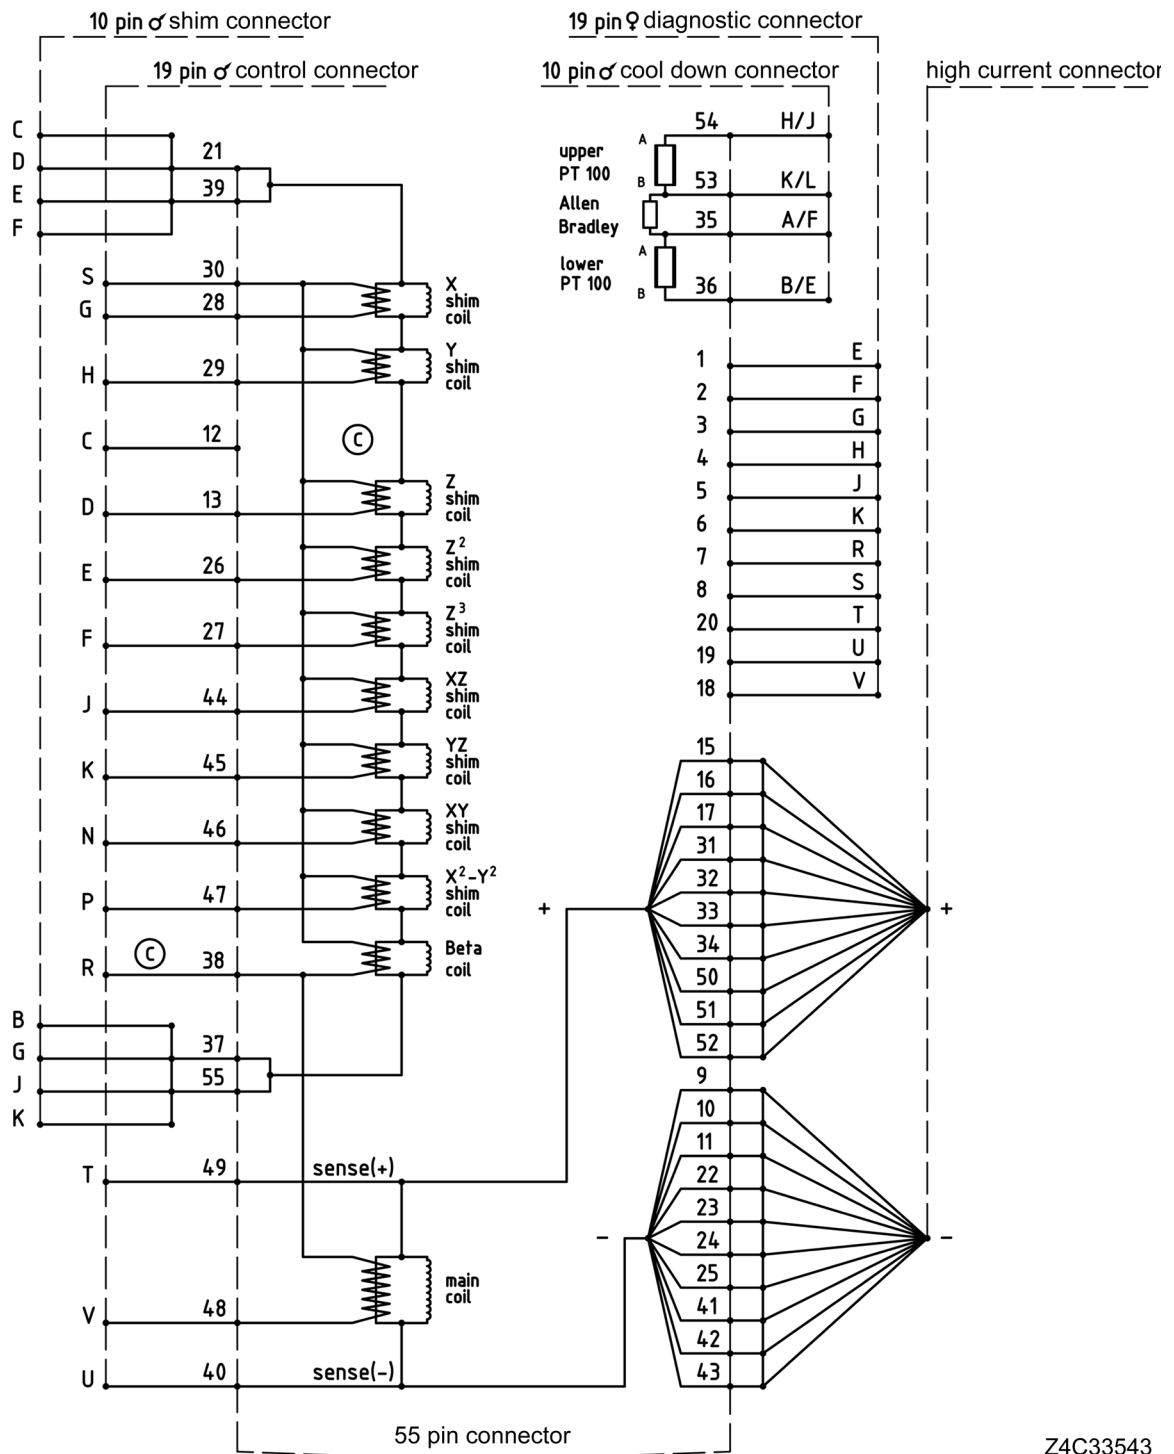 10 pin ♂ shim connector
19 pin ♀ diagnostic connector
19 pin ♂ control connector
10 pin ♂ cool down connector
high current connector
C
D 21
E 39
F
S 30
G 28
X shim coil
H 29
Y shim coil
C 12
C
D 13
Z shim coil
E 26
Z² shim coil
F 27
Z³ shim coil
J 44
XZ shim coil
K 45
YZ shim coil
N 46
XY shim coil
P 47
X²-Y² shim coil
R C 38
Beta coil
B
G 37
J 55
K
T 49 sense(+)
main coil
V 48
U 40 sense(-)
upper PT 100
A
B
Allen Bradley
lower PT 100
A
B
54 H/J
53 K/L
35 A/F
36 B/E
1 E
2 F
3 G
4 H
5 J
6 K
7 R
8 S
20 T
19 U
18 V
15
16
17
31
32
+ +
33
34
50
51
52
9
10
11
22
23
- -
24
25
41
42
43
55 pin connector
Z4C33543